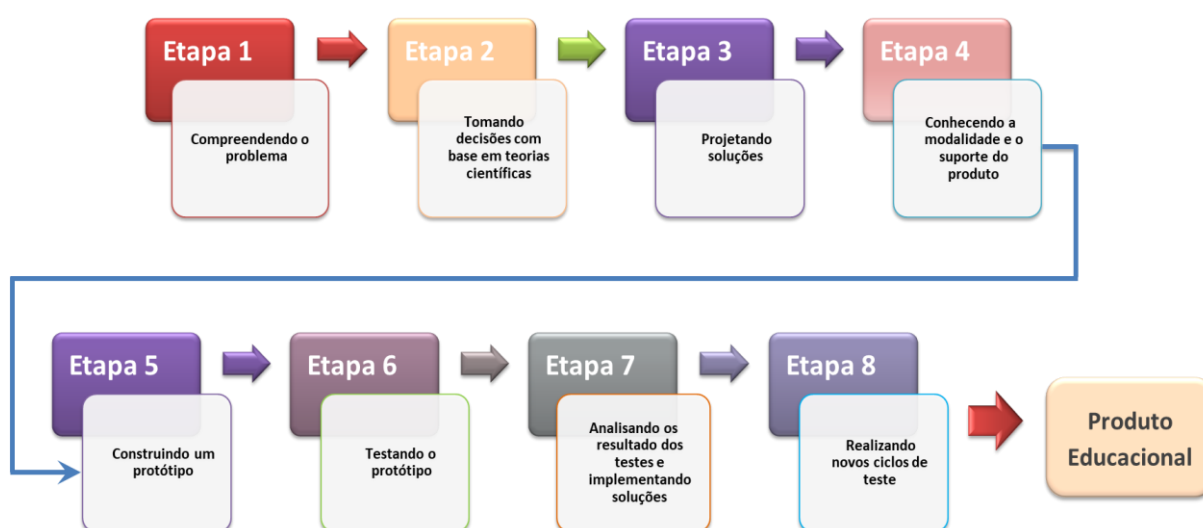 Etapa 1
Compreendendo o
problema
Etapa 2
Tomando
decisões com
base em teorias
científicas
Etapa 3
Projetando
soluções
Etapa 4
Conhecendo a
modalidade e o
suporte do
produto
Etapa 5
Construindo um
protótipo
Etapa 6
Testando o
protótipo
Etapa 7
Analisando os
resultado dos
testes e
implementando
soluções
Etapa 8
Realizando
novos ciclos de
teste
Produto
Educacional